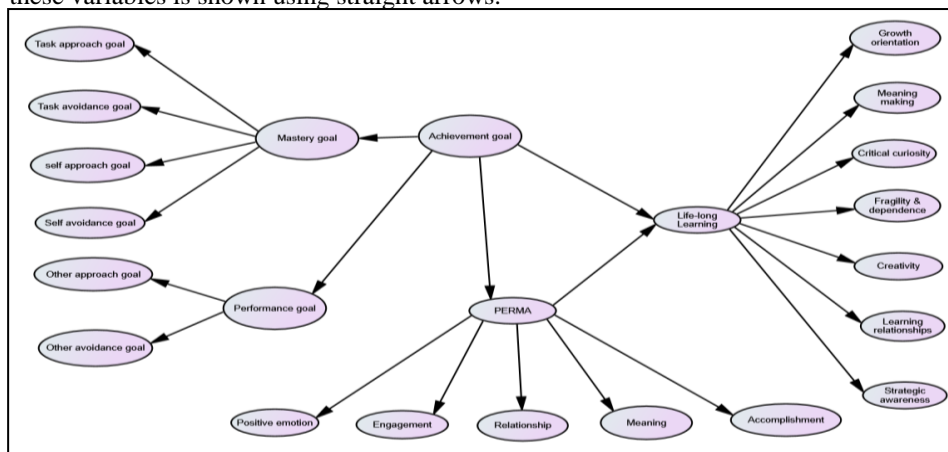 these variables is shown using straight arrows.
Task approach goal
Task avoidance goal
self approach goal
Self avoidance goal
Other approach goal
Other avoidance goal
Mastery goal
Performance goal
Achievement goal
PERMA
Positive emotion
Engagement
Relationship
Meaning
Accomplishment
Life-long
Learning
Growth
orientation
Meaning
making
Critical curiosity
Fragility &
dependence
Creativity
Learning
relationships
Strategic
awareness